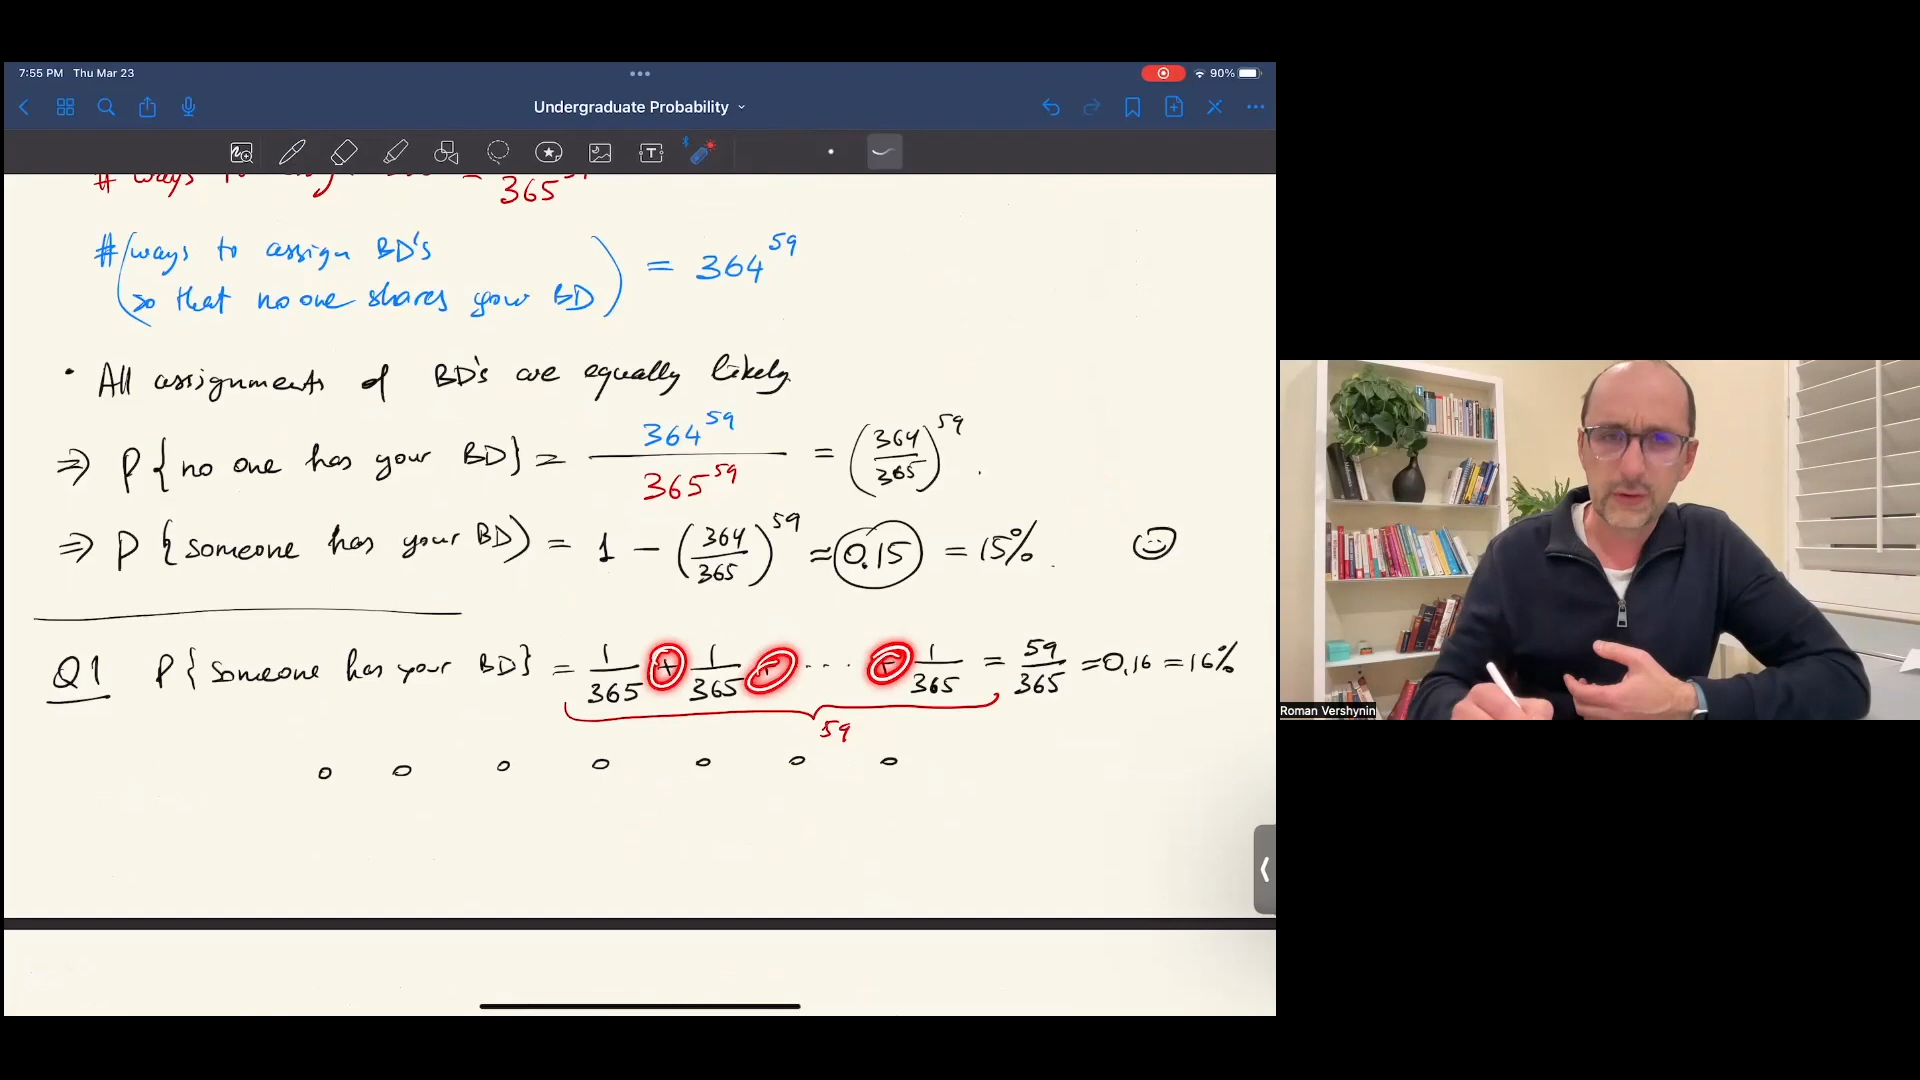 7:55 PM Thu Mar 23
90%
Undergraduate Probability
T
# ways to = 365^59
# (ways to assign BD's
so that no one shares your BD) = 364^59
• All assignments of BD's are equally likely.
⇒ P{no one has your BD} = 364^59 / 365^59 = (364/365)^59.
⇒ P{someone has your BD) = 1 − (364/365)^59 ≈ 0.15 = 15%.
Q1 P{someone has your BD} = 1/365 + 1/365 + ... + 1/365 = 59/365 ≈ 0.16 = 16%
59
Roman Vershynin